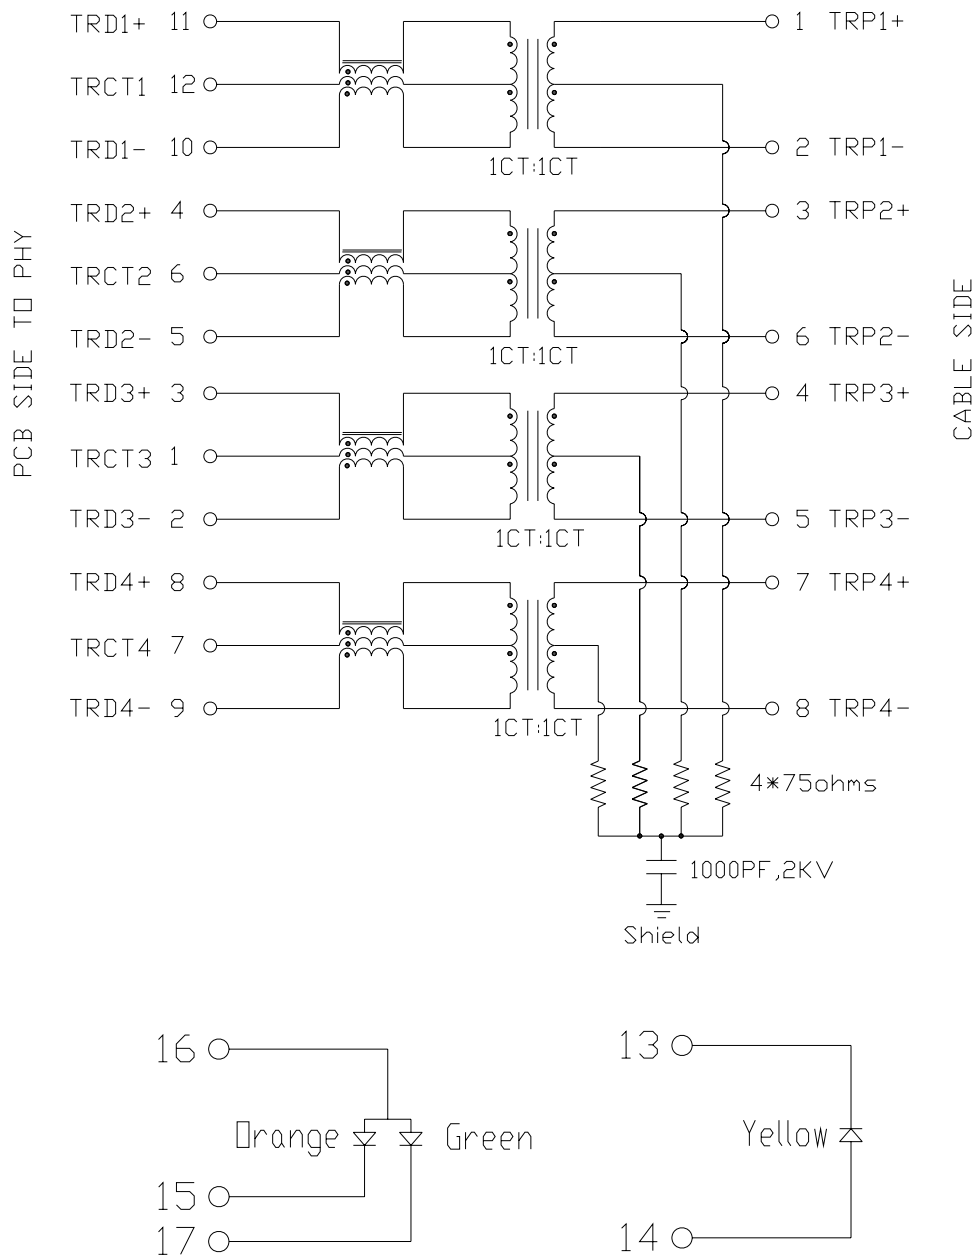 TRD1+ 11
1 TRP1+
TRCT1 12
TRD1- 10
2 TRP1-
1CT:1CT
TRD2+ 4
3 TRP2+
TRCT2 6
TRD2- 5
6 TRP2-
1CT:1CT
PCB SIDE TO PHY
CABLE SIDE
TRD3+ 3
4 TRP3+
TRCT3 1
TRD3- 2
5 TRP3-
1CT:1CT
TRD4+ 8
7 TRP4+
TRCT4 7
TRD4- 9
8 TRP4-
1CT:1CT
4*75ohms
1000PF,2KV
Shield
16
13
Orange
Green
Yellow
15
17
14